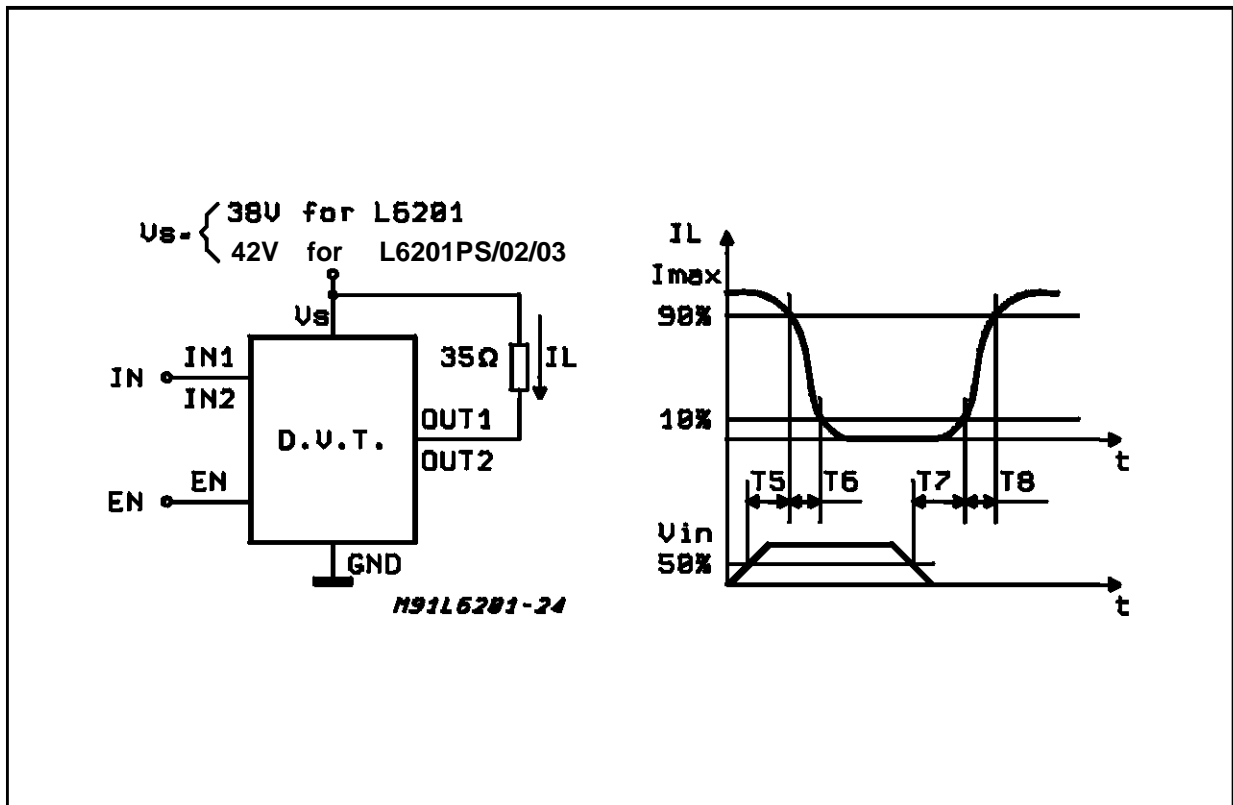 38V for L6201
Vs=
42V for L6201PS/02/03
Vs
IN
IN1
IN2
35Ω
IL
D.U.T.
OUT1
OUT2
EN
EN
GND
M91L6201-24
IL
Imax
90%
10%
t
T5
T6
T7
T8
Vin
50%
t